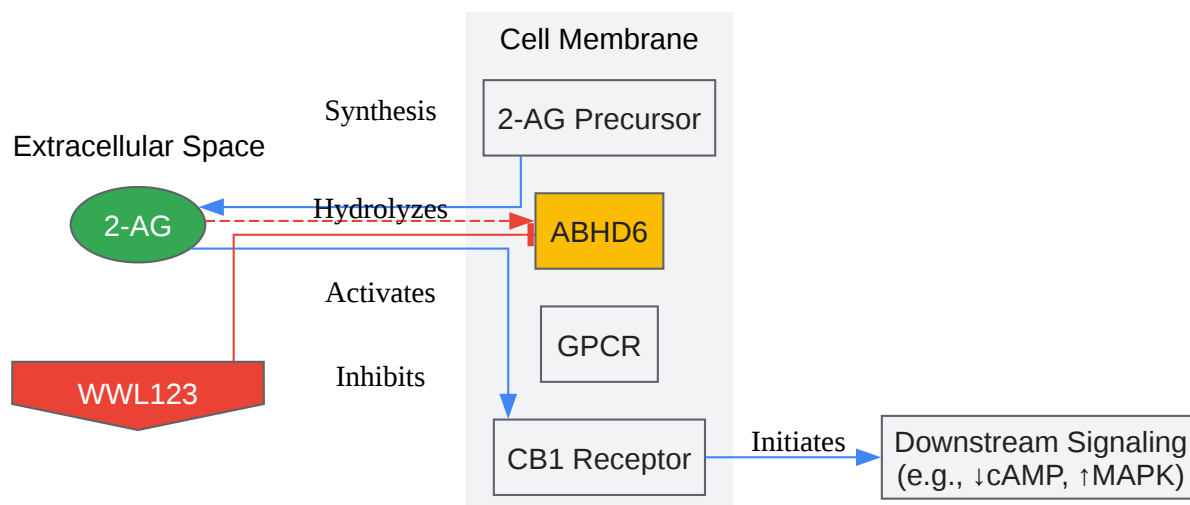 Cell Membrane
Synthesis
2-AG Precursor
Extracellular Space
2-AG
Hydrolyzes
ABHD6
Activates
GPCR
Inhibits
WWL123
CB1 Receptor
Initiates
Downstream Signaling
(e.g., ↓cAMP, ↑MAPK)